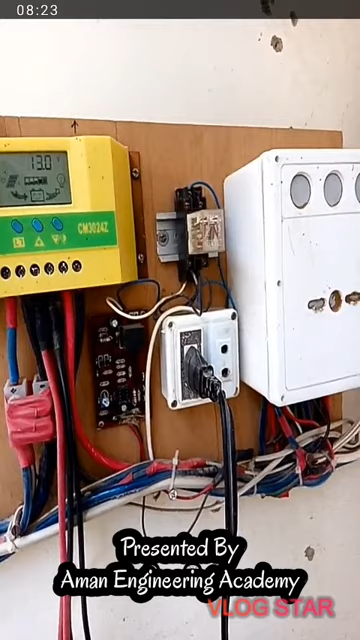 08:23
13.0
CM3024Z
Presented By
Aman Engineering Academy
VLOG STAR